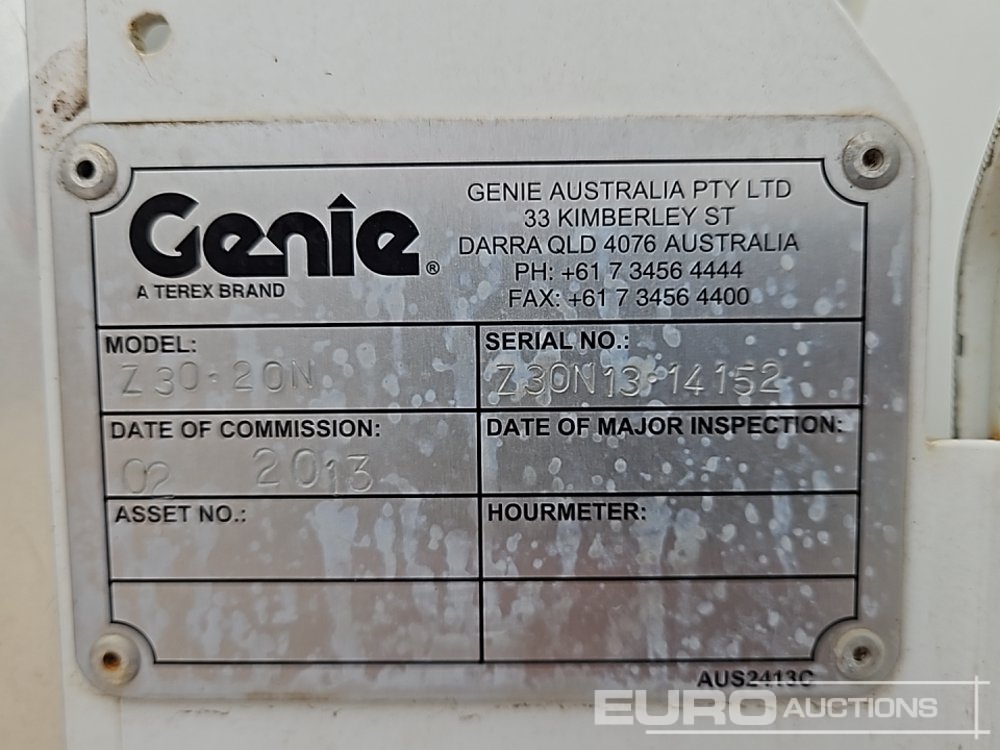 Genie®
A TEREX BRAND
GENIE AUSTRALIA PTY LTD
33 KIMBERLEY ST
DARRA QLD 4076 AUSTRALIA
PH: +61 7 3456 4444
FAX: +61 7 3456 4400
MODEL:
Z30-20N
SERIAL NO.:
Z30N13-14152
DATE OF COMMISSION:
02 2013
DATE OF MAJOR INSPECTION:
ASSET NO.:
HOURMETER:
AUS2413C
EURO AUCTIONS